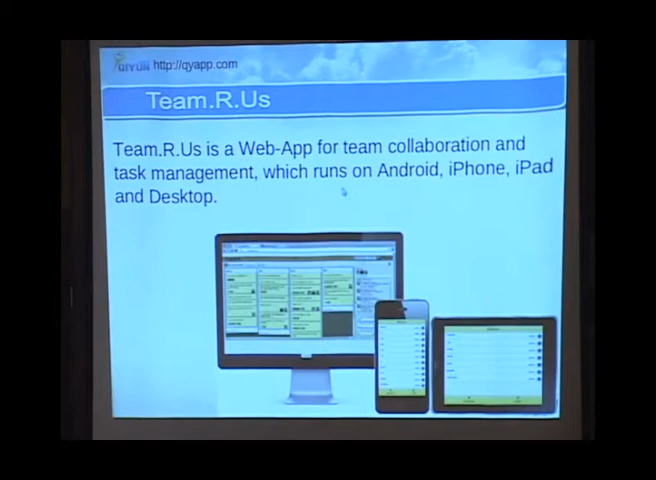 QIYUN http://qyapp.com
Team.R.Us
Team.R.Us is a Web-App for team collaboration and
task management, which runs on Android, iPhone, iPad
and Desktop.